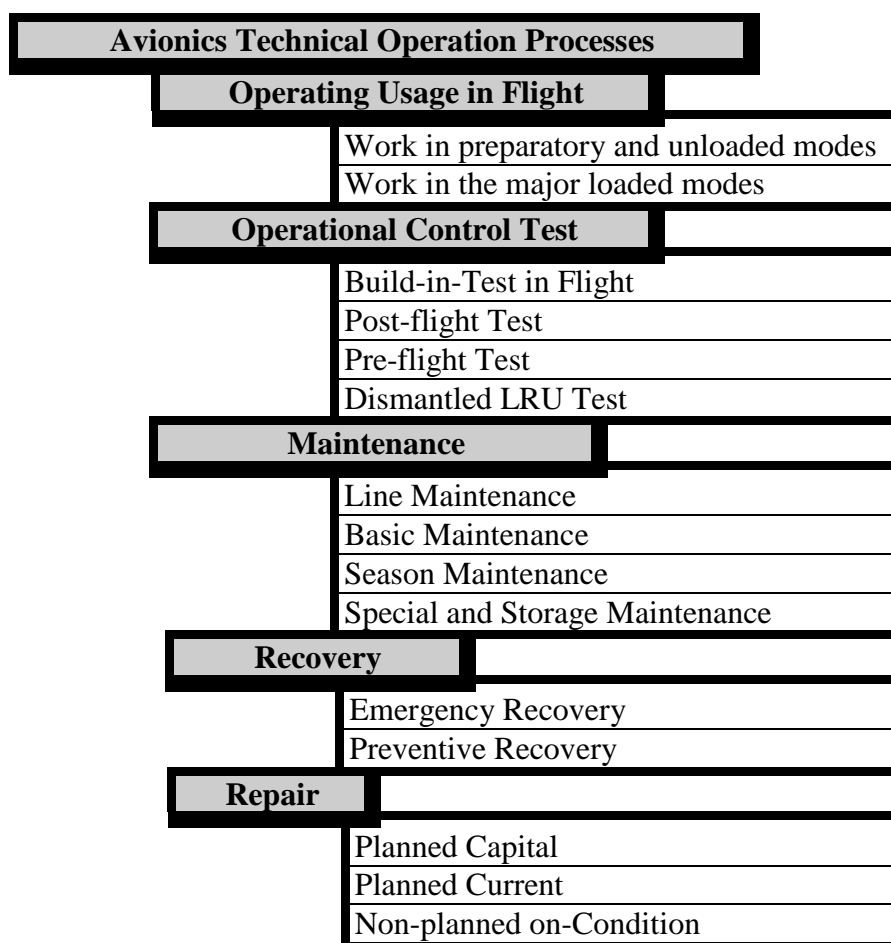 Avionics Technical Operation Processes
Operating Usage in Flight
Work in preparatory and unloaded modes
Work in the major loaded modes
Operational Control Test
Build-in-Test in Flight
Post-flight Test
Pre-flight Test
Dismantled LRU Test
Maintenance
Line Maintenance
Basic Maintenance
Season Maintenance
Special and Storage Maintenance
Recovery
Emergency Recovery
Preventive Recovery
Repair
Planned Capital
Planned Current
Non-planned on-Condition